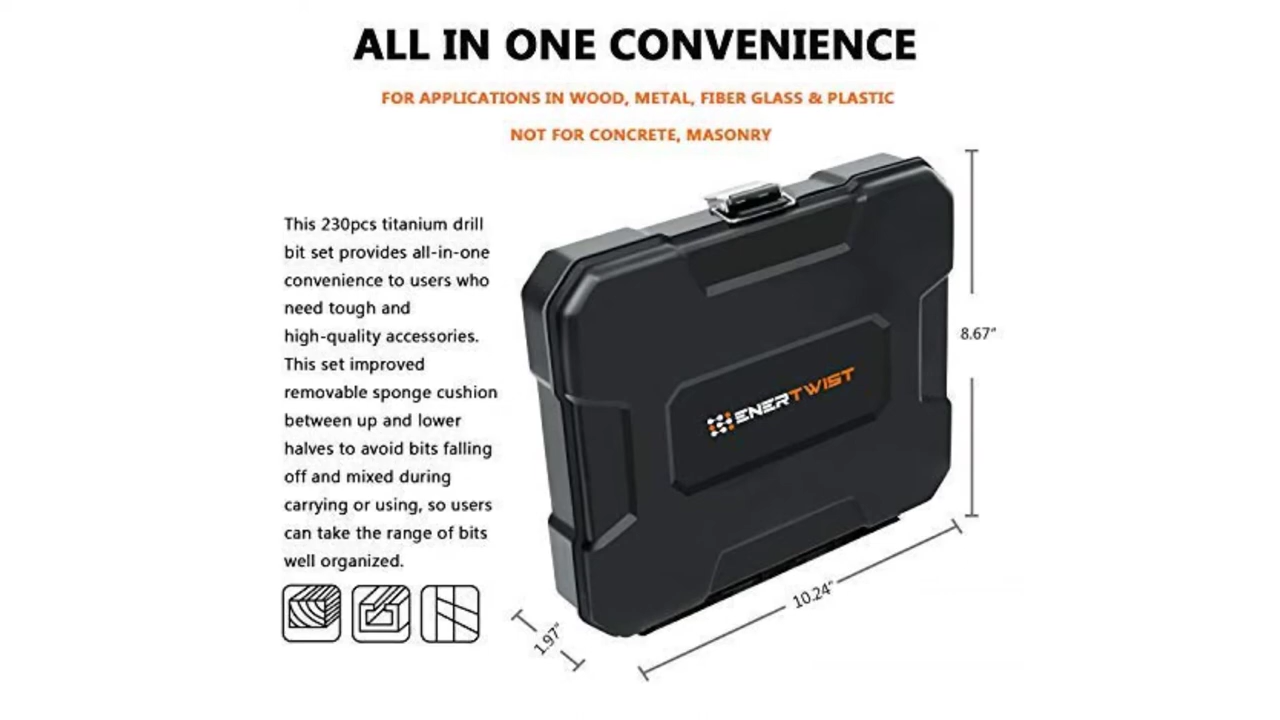 ALL IN ONE CONVENIENCE
FOR APPLICATIONS IN WOOD, METAL, FIBER GLASS & PLASTIC
NOT FOR CONCRETE, MASONRY
This 230pcs titanium drill
bit set provides all-in-one
convenience to users who
need tough and
high-quality accessories.
This set improved
removable sponge cushion
between up and lower
halves to avoid bits falling
off and mixed during
carrying or using, so users
can take the range of bits
well organized.
ENERTWIST
8.67"
10.24"
1.97"